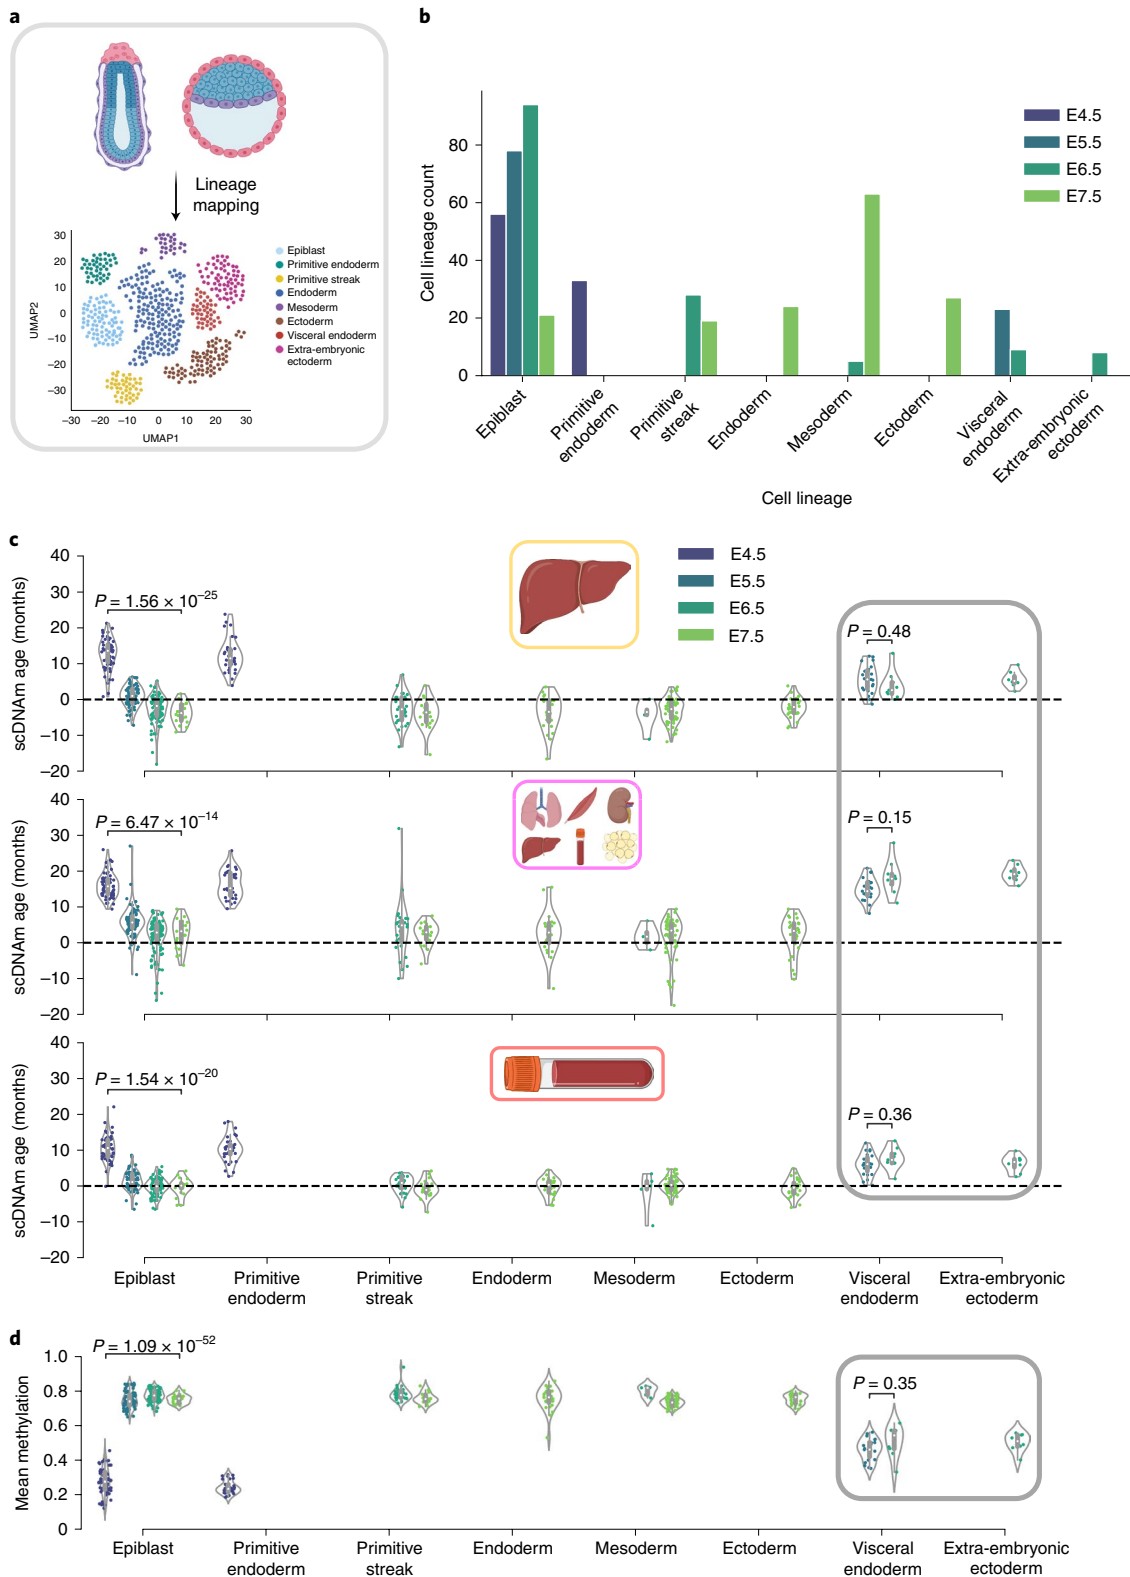 a
Lineage
mapping
30
20
10
0
−10
−20
−30
UMAP2
−30
−20
−10
0
10
20
30
UMAP1
Epiblast
Primitive endoderm
Primitive streak
Endoderm
Mesoderm
Ectoderm
Visceral endoderm
Extra-embryonic
ectoderm
b
Cell lineage count
80
60
40
20
0
E4.5
E5.5
E6.5
E7.5
Epiblast
Primitive
endoderm
Primitive
streak
Endoderm
Mesoderm
Ectoderm
Visceral
endoderm
Extra-embryonic
ectoderm
Cell lineage
c
scDNAm age (months)
40
30
20
10
0
−10
−20
P = 1.56 × 10⁻²⁵
E4.5
E5.5
E6.5
E7.5
P = 0.48
scDNAm age (months)
40
30
20
10
0
−10
−20
P = 6.47 × 10⁻¹⁴
P = 0.15
scDNAm age (months)
40
30
20
10
0
−10
−20
P = 1.54 × 10⁻²⁰
P = 0.36
Epiblast
Primitive
endoderm
Primitive
streak
Endoderm
Mesoderm
Ectoderm
Visceral
endoderm
Extra-embryonic
ectoderm
d
Mean methylation
1.0
0.8
0.6
0.4
0.2
0
P = 1.09 × 10⁻⁵²
P = 0.35
Epiblast
Primitive
endoderm
Primitive
streak
Endoderm
Mesoderm
Ectoderm
Visceral
endoderm
Extra-embryonic
ectoderm